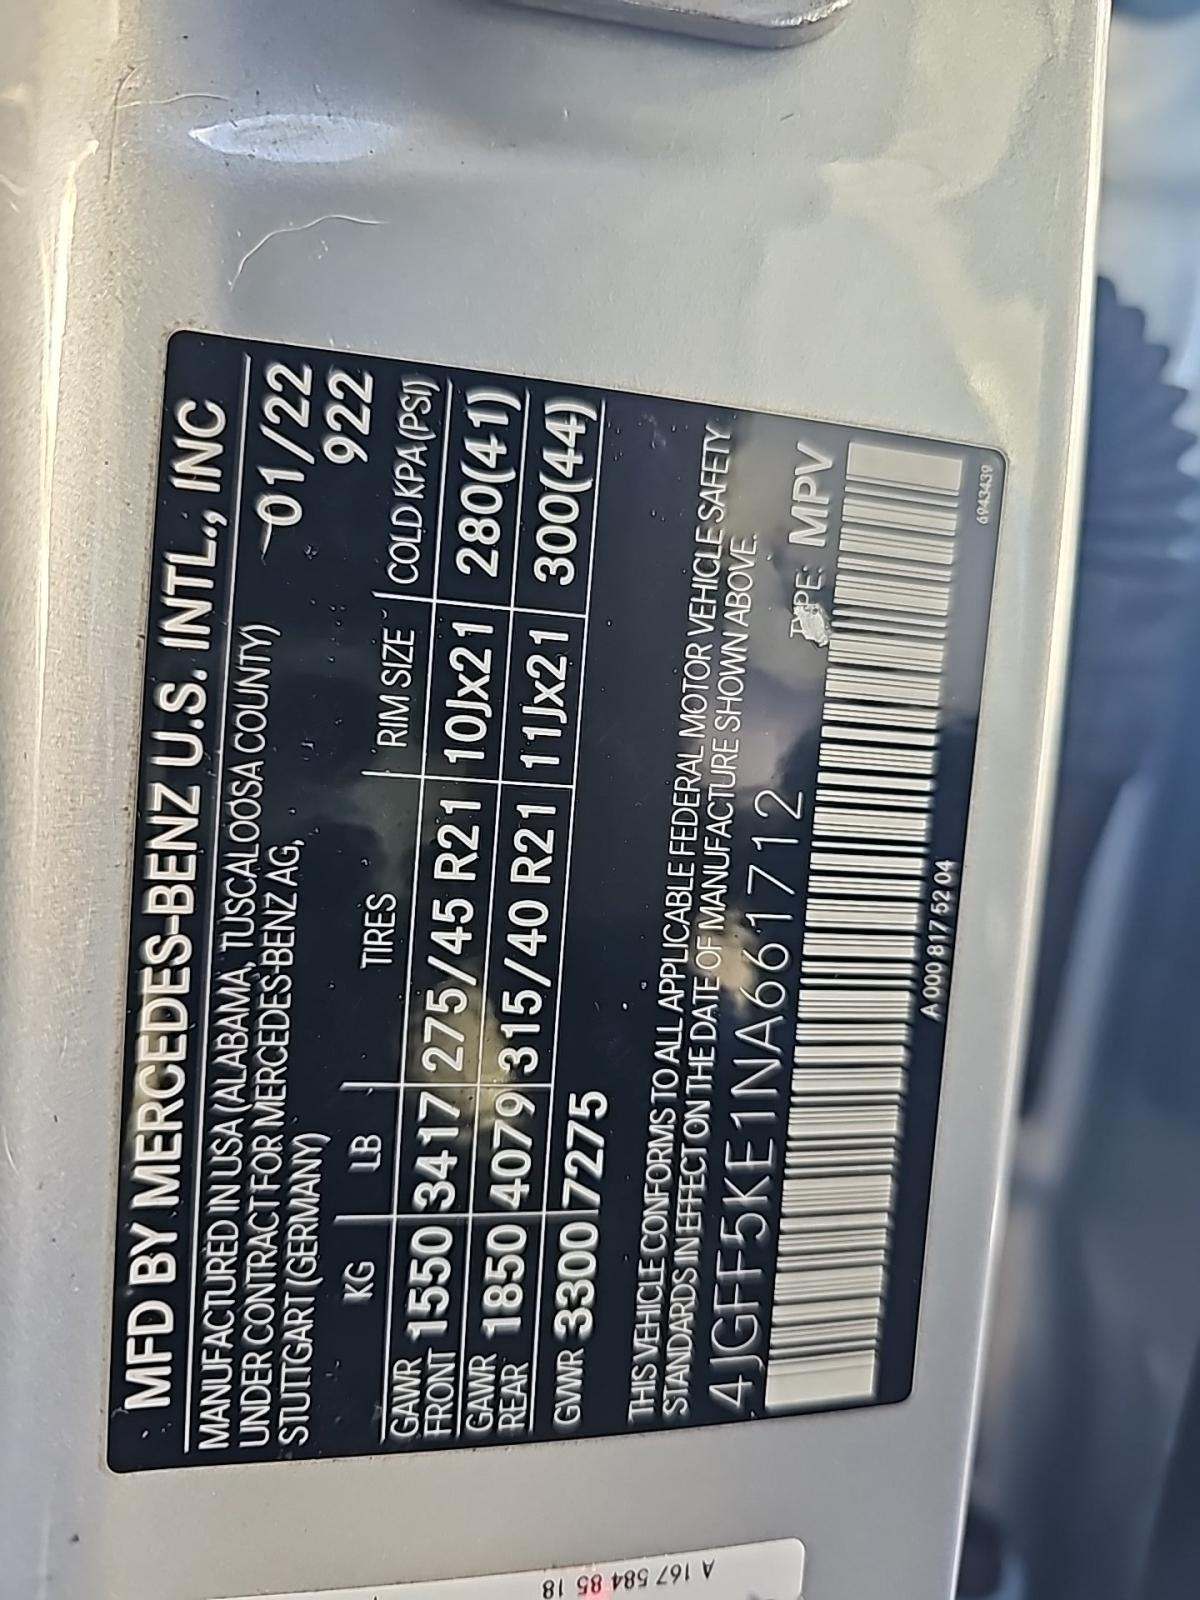 MFD BY MERCEDES-BENZ U.S. INTL., INC
MANUFACTURED IN USA (ALABAMA, TUSCALOOSA COUNTY) 01/22
UNDER CONTRACT FOR MERCEDES-BENZ AG, 922
STUTTGART (GERMANY)
KG LB TIRES RIM SIZE COLD KPA (PSI)
GAWR FRONT 1550 3417 275/45 R21 10Jx21 280(41)
GAWR REAR 1850 4079 315/40 R21 11Jx21 300(44)
GVWR 3300 7275
THIS VEHICLE CONFORMS TO ALL APPLICABLE FEDERAL MOTOR VEHICLE SAFETY
STANDARDS IN EFFECT ON THE DATE OF MANUFACTURE SHOWN ABOVE.
4JGFF5KE1NA661712 TYPE: MPV
A 000 817 52 04
6943439
A 167 584 85 18